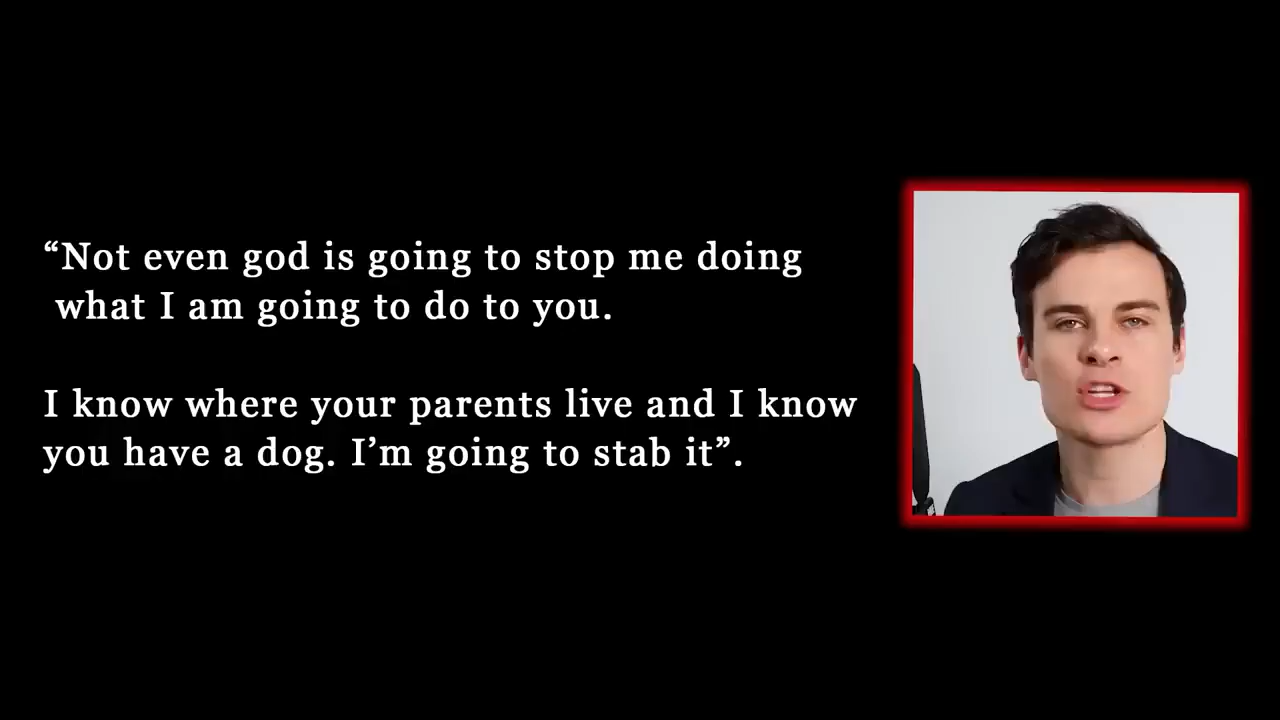 “Not even god is going to stop me doing
what I am going to do to you.
I know where your parents live and I know
you have a dog. I’m going to stab it”.